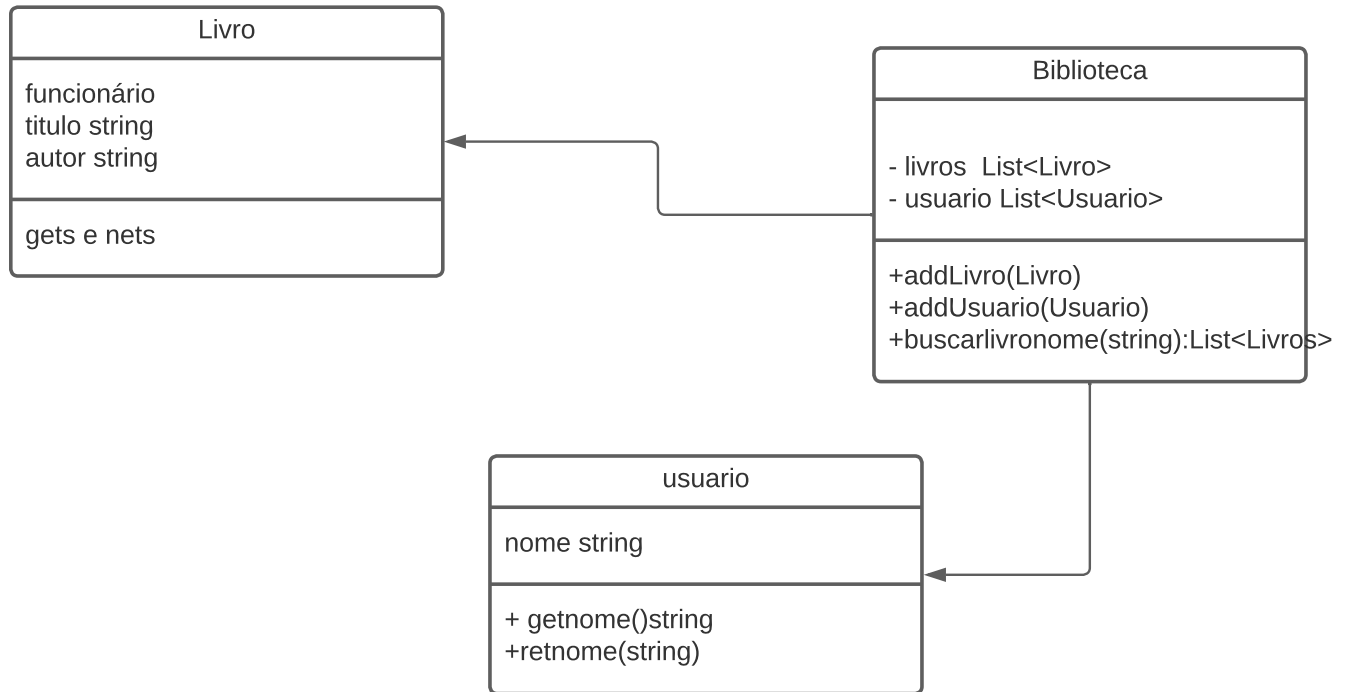 Livro
funcionário
titulo string
autor string
gets e nets
Biblioteca
- livros  List<Livro>
- usuario List<Usuario>
+addLivro(Livro)
+addUsuario(Usuario)
+buscarlivronome(string):List<Livros>
usuario
nome string
+ getnome()string
+retnome(string)